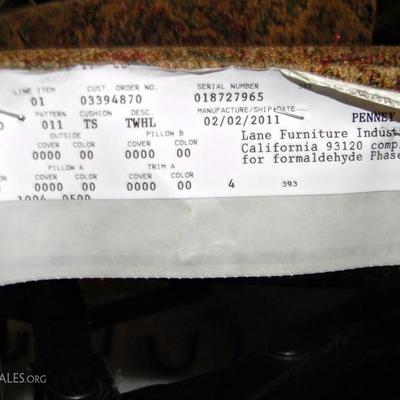 LINE ITEM CUST. ORDER NO. SERIAL NUMBER
01 03394870 018727965
PATTERN CUSHION DESC. MANUFACTURE/SHIP DATE PENNEY
011 TS TWHL 02/02/2011 Lane Furniture
OUTSIDE PILLOW B California 93120
COVER COLOR COVER COLOR for formaldehyde Phase
0000 00 0000 00
PILLOW A TRIM A
COVER COLOR COVER COLOR
0000 00 0000 00 4 393
ALES.ORG